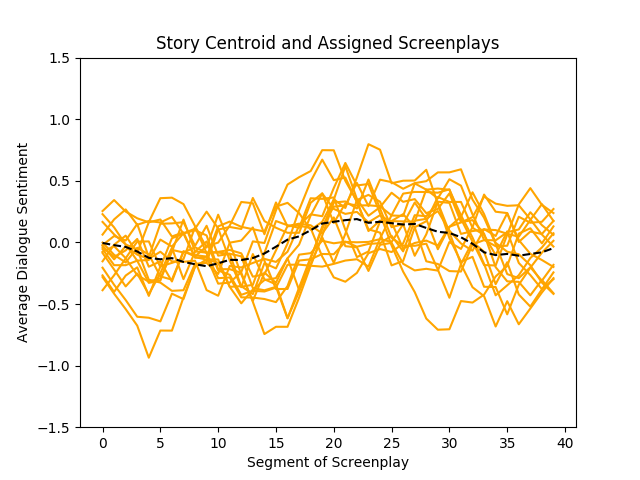 Story Centroid and Assigned Screenplays
Average Dialogue Sentiment
1.5
1.0
0.5
0.0
−0.5
−1.0
−1.5
0 5 10 15 20 25 30 35 40
Segment of Screenplay